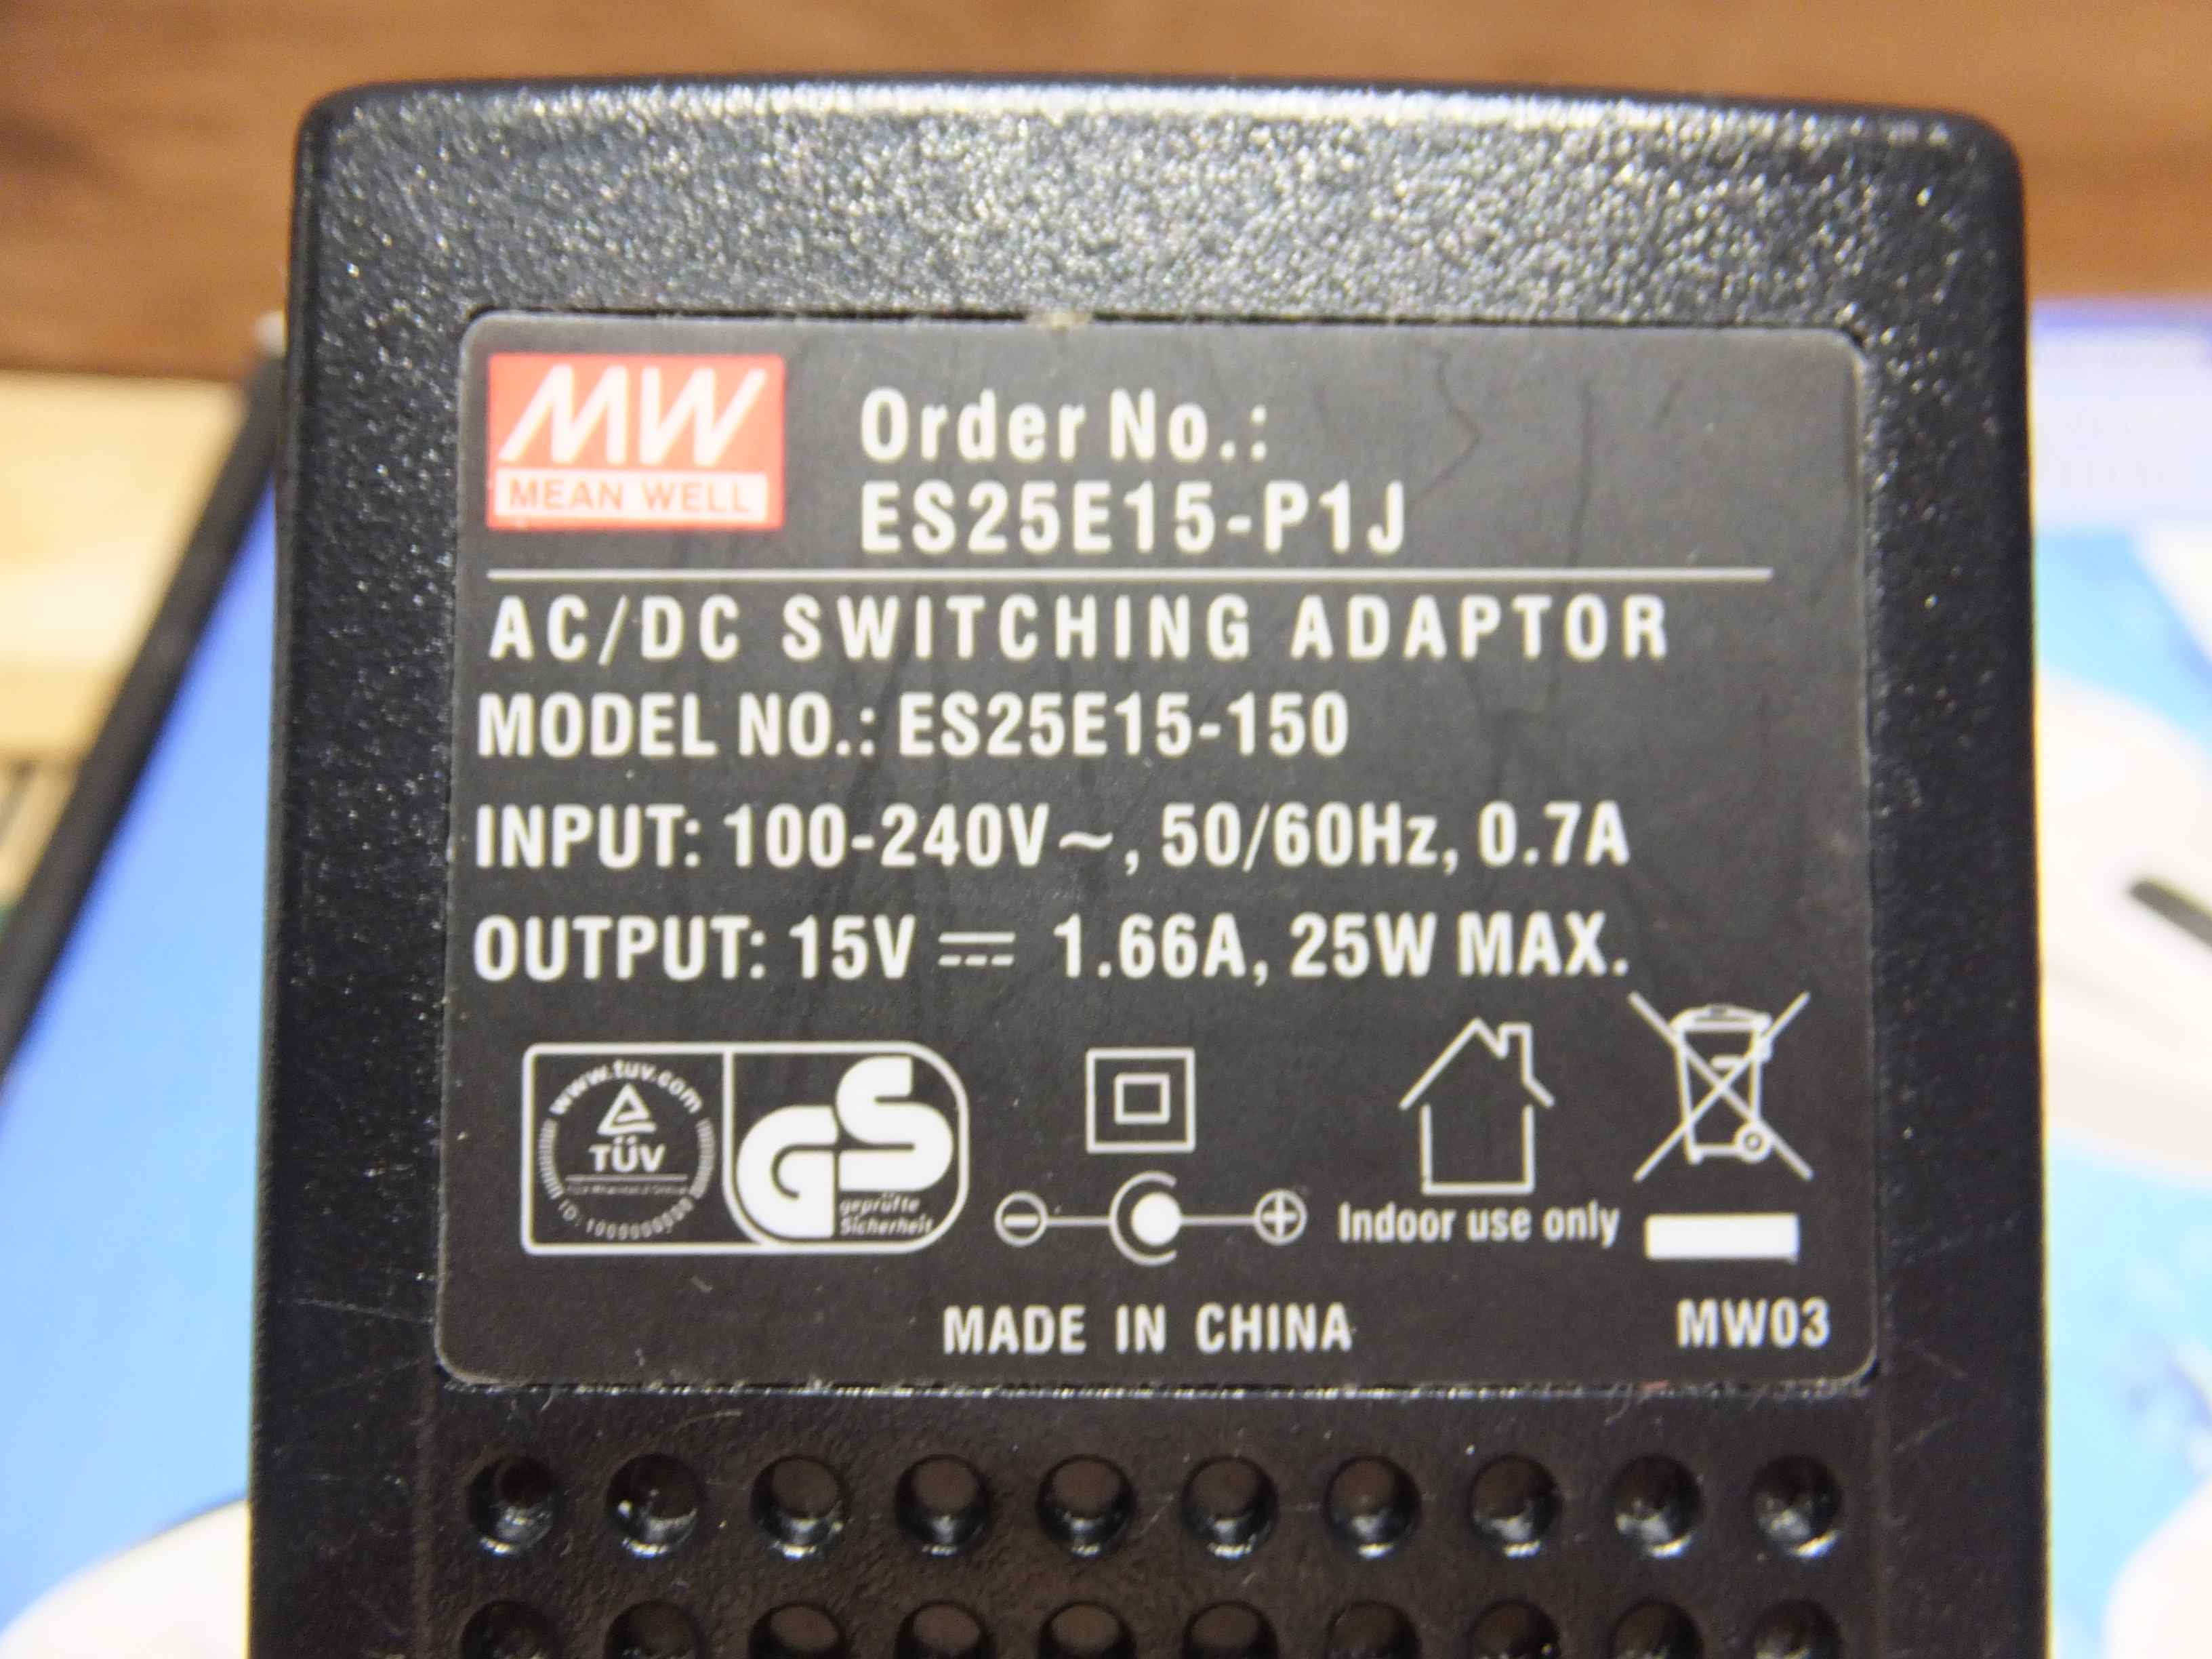 MW
MEAN WELL
Order No.:
ES25E15-P1J
AC/DC SWITCHING ADAPTOR
MODEL NO.: ES25E15-150
INPUT: 100-240V~, 50/60Hz, 0.7A
OUTPUT: 15V ⎓ 1.66A, 25W MAX.
www.tuv.com
TÜV
GS
geprüfte
Sicherheit
Indoor use only
MADE IN CHINA
MW03